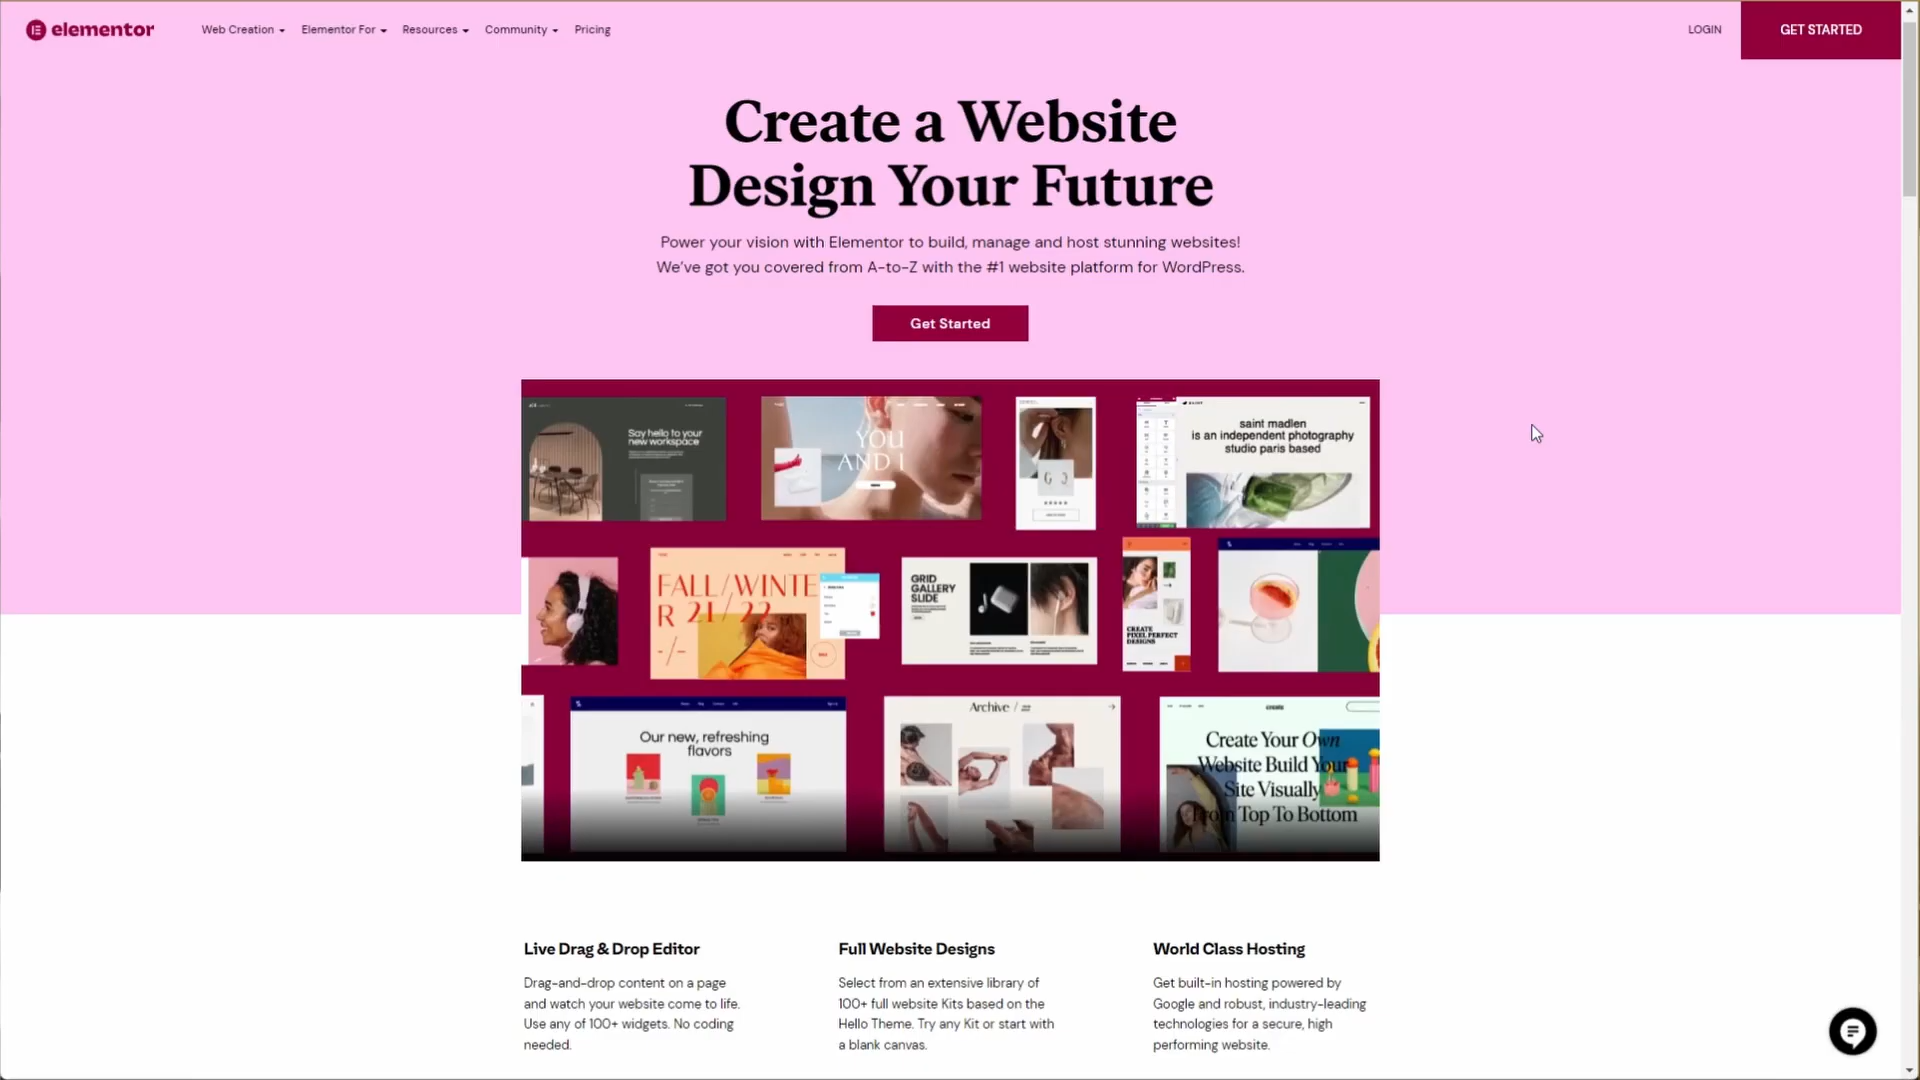 elementor
Web Creation
Elementor For
Resources
Community
Pricing
LOGIN
GET STARTED
Create a Website
Design Your Future
Power your vision with Elementor to build, manage and host stunning websites!
We've got you covered from A-to-Z with the #1 website platform for WordPress.
Get Started
Say hello to your
new workspace
YOU
AND I
saint madlen
is an independent photography
studio paris based
FALL/WINTE
R 21/22
-/-
GRID
GALLERY
SLIDE
CREATE
PIXEL PERFECT
DESIGNS
Our new, refreshing
flavors
Archive /
create
Create Your Own
Website Build Your
Site Visually
From Top To Bottom
Live Drag & Drop Editor
Drag-and-drop content on a page
and watch your website come to life.
Use any of 100+ widgets. No coding
needed.
Full Website Designs
Select from an extensive library of
100+ full website Kits based on the
Hello Theme. Try any Kit or start with
a blank canvas.
World Class Hosting
Get built-in hosting powered by
Google and robust, industry-leading
technologies for a secure, high
performing website.